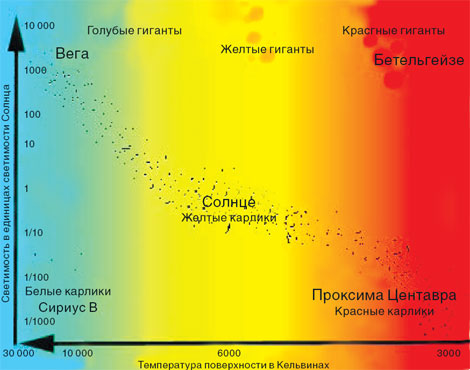 10 000
Голубые гиганты
Красные гиганты
Вега
Желтые гиганты
Бетельгейзе
1000
100
10
1
Солнце
Желтые карлики
1/10
1/100
Белые карлики
Проксима Центавра
Сириус В
Красные карлики
1/1000
30 000
10 000
6000
3000
Температура поверхности в Кельвинах
Светимость в единицах светимости Солнца